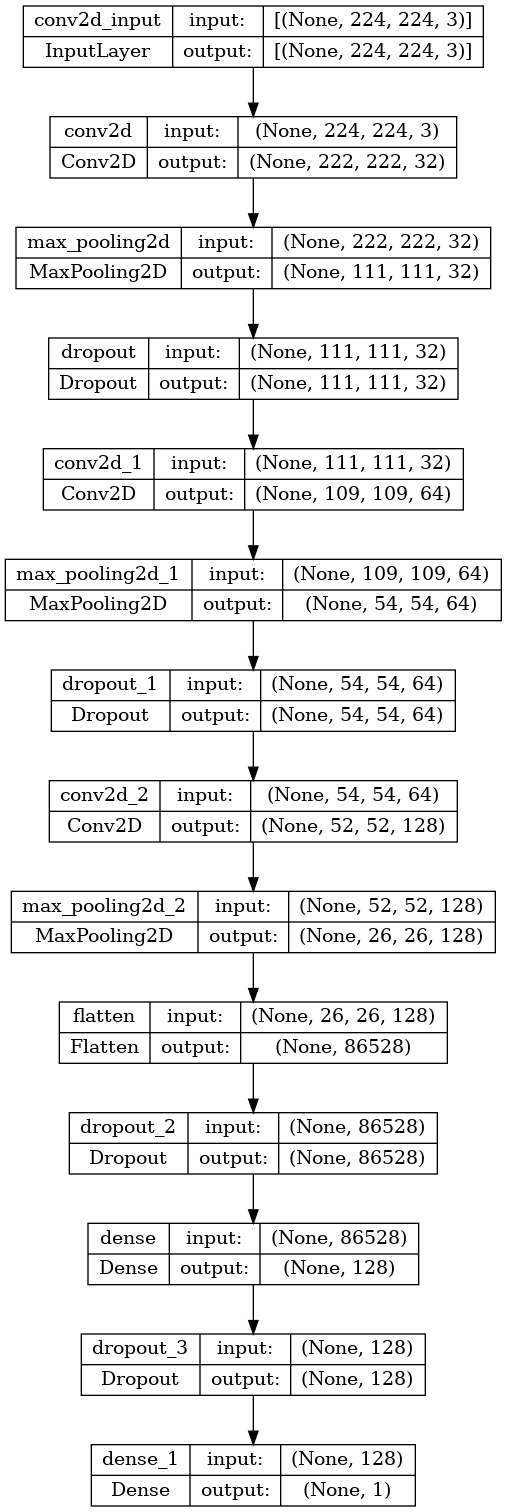 conv2d_input input: [(None, 224, 224, 3)]
InputLayer output: [(None, 224, 224, 3)]
conv2d input: (None, 224, 224, 3)
Conv2D output: (None, 222, 222, 32)
max_pooling2d input: (None, 222, 222, 32)
MaxPooling2D output: (None, 111, 111, 32)
dropout input: (None, 111, 111, 32)
Dropout output: (None, 111, 111, 32)
conv2d_1 input: (None, 111, 111, 32)
Conv2D output: (None, 109, 109, 64)
max_pooling2d_1 input: (None, 109, 109, 64)
MaxPooling2D output: (None, 54, 54, 64)
dropout_1 input: (None, 54, 54, 64)
Dropout output: (None, 54, 54, 64)
conv2d_2 input: (None, 54, 54, 64)
Conv2D output: (None, 52, 52, 128)
max_pooling2d_2 input: (None, 52, 52, 128)
MaxPooling2D output: (None, 26, 26, 128)
flatten input: (None, 26, 26, 128)
Flatten output: (None, 86528)
dropout_2 input: (None, 86528)
Dropout output: (None, 86528)
dense input: (None, 86528)
Dense output: (None, 128)
dropout_3 input: (None, 128)
Dropout output: (None, 128)
dense_1 input: (None, 128)
Dense output: (None, 1)